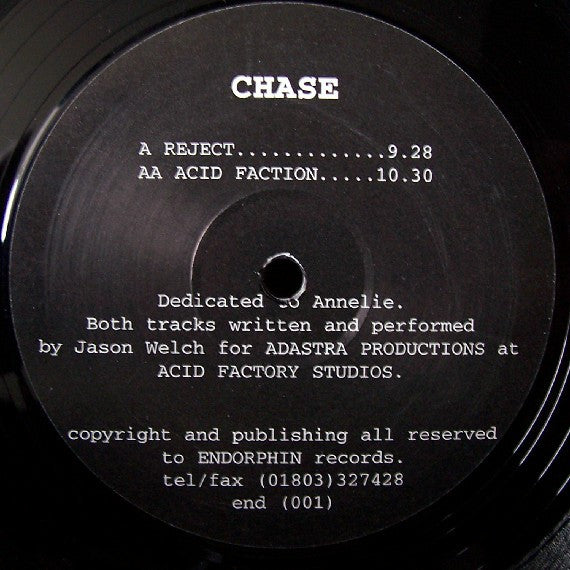 CHASE
A REJECT.............9.28
AA ACID FACTION.....10.30
Dedicated to Annelie.
Both tracks written and performed
by Jason Welch for ADASTRA PRODUCTIONS at
ACID FACTORY STUDIOS.
copyright and publishing all reserved
to ENDORPHIN records.
tel/fax (01803)327428
end (001)